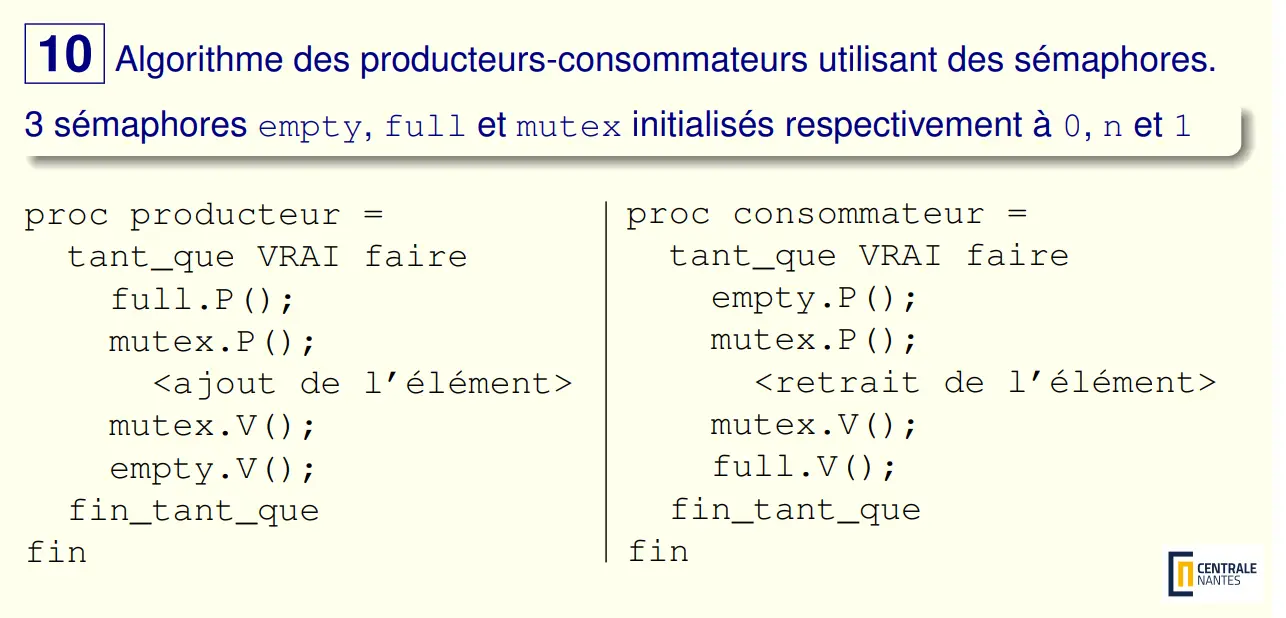 10 Algorithme des producteurs-consommateurs utilisant des sémaphores.
3 sémaphores empty, full et mutex initialisés respectivement à 0, n et 1
proc producteur =
tant_que VRAI faire
full.P();
mutex.P();
<ajout de l’élément>
mutex.V();
empty.V();
fin_tant_que
fin
proc consommateur =
tant_que VRAI faire
empty.P();
mutex.P();
<retrait de l’élément>
mutex.V();
full.V();
fin_tant_que
fin
CENTRALE
NANTES